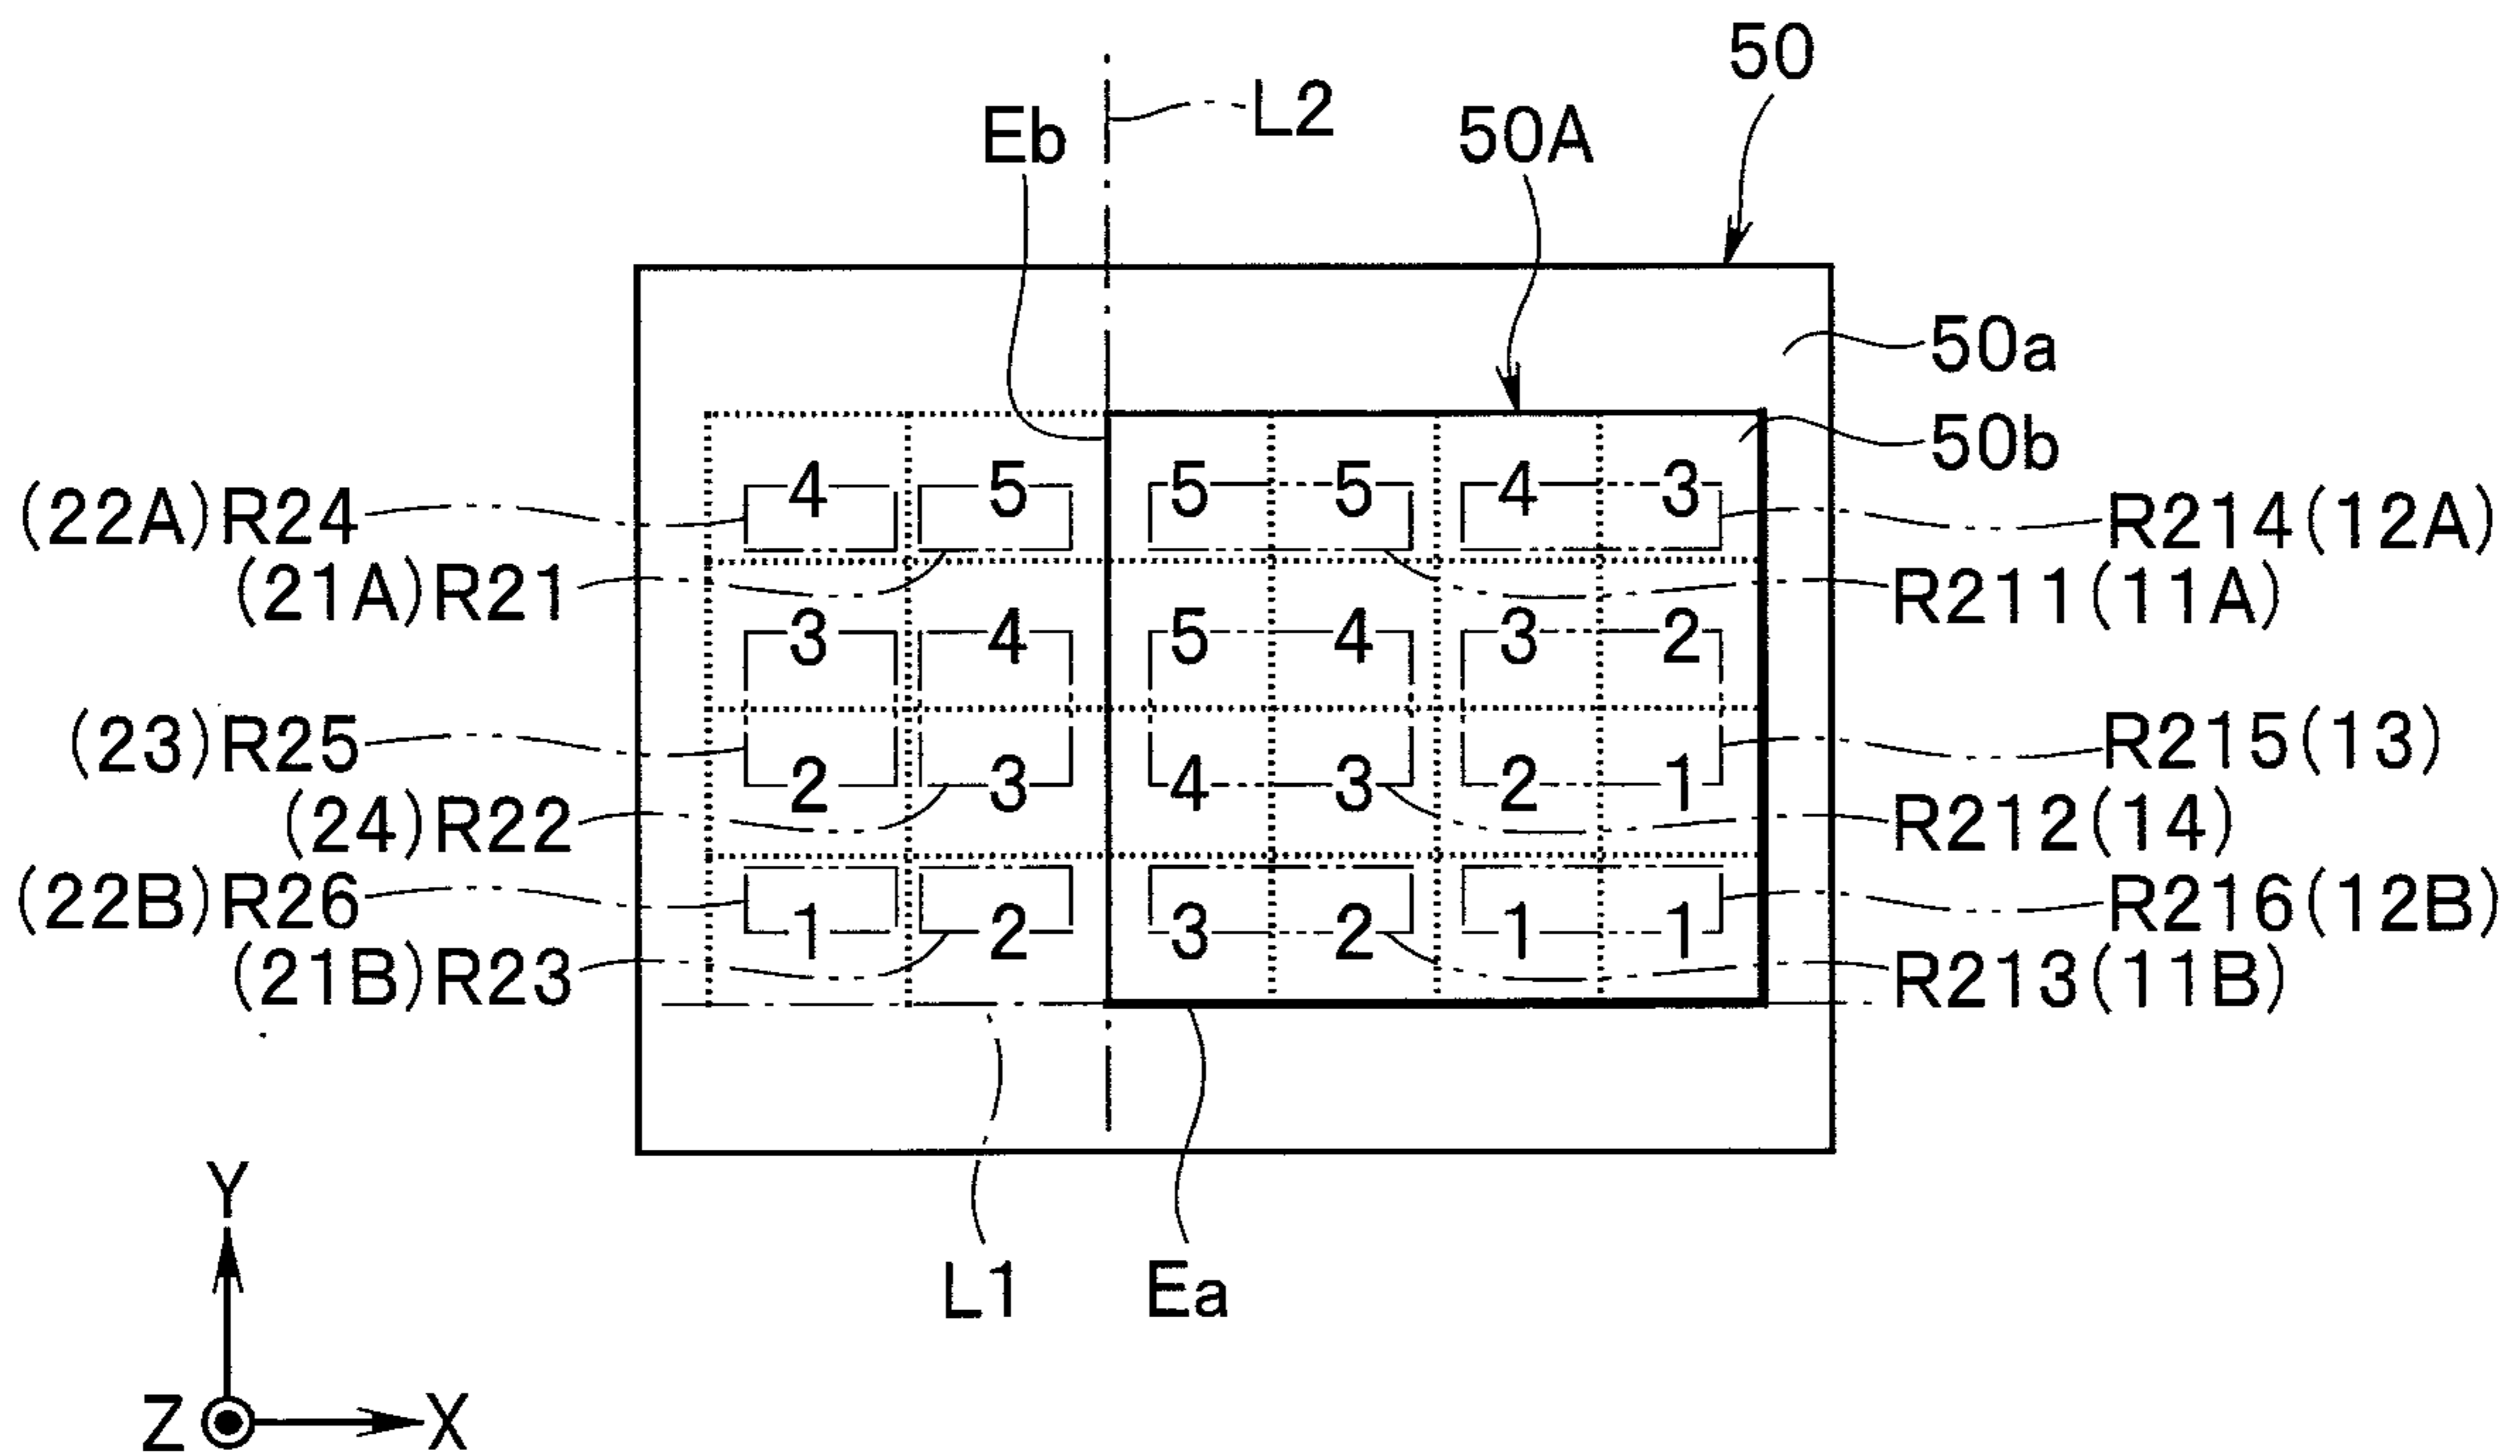 50
L2
Eb
50A
50a
50b
4 5 5 5 4 3
(22A)R24
R214(12A)
(21A)R21
R211(11A)
3 4 5 4 3 2
(23)R25
R215(13)
2 3 4 3 2 1
(24)R22
R212(14)
(22B)R26
R216(12B)
1 2 3 2 1 1
(21B)R23
R213(11B)
L1
Ea
Y
Z
X